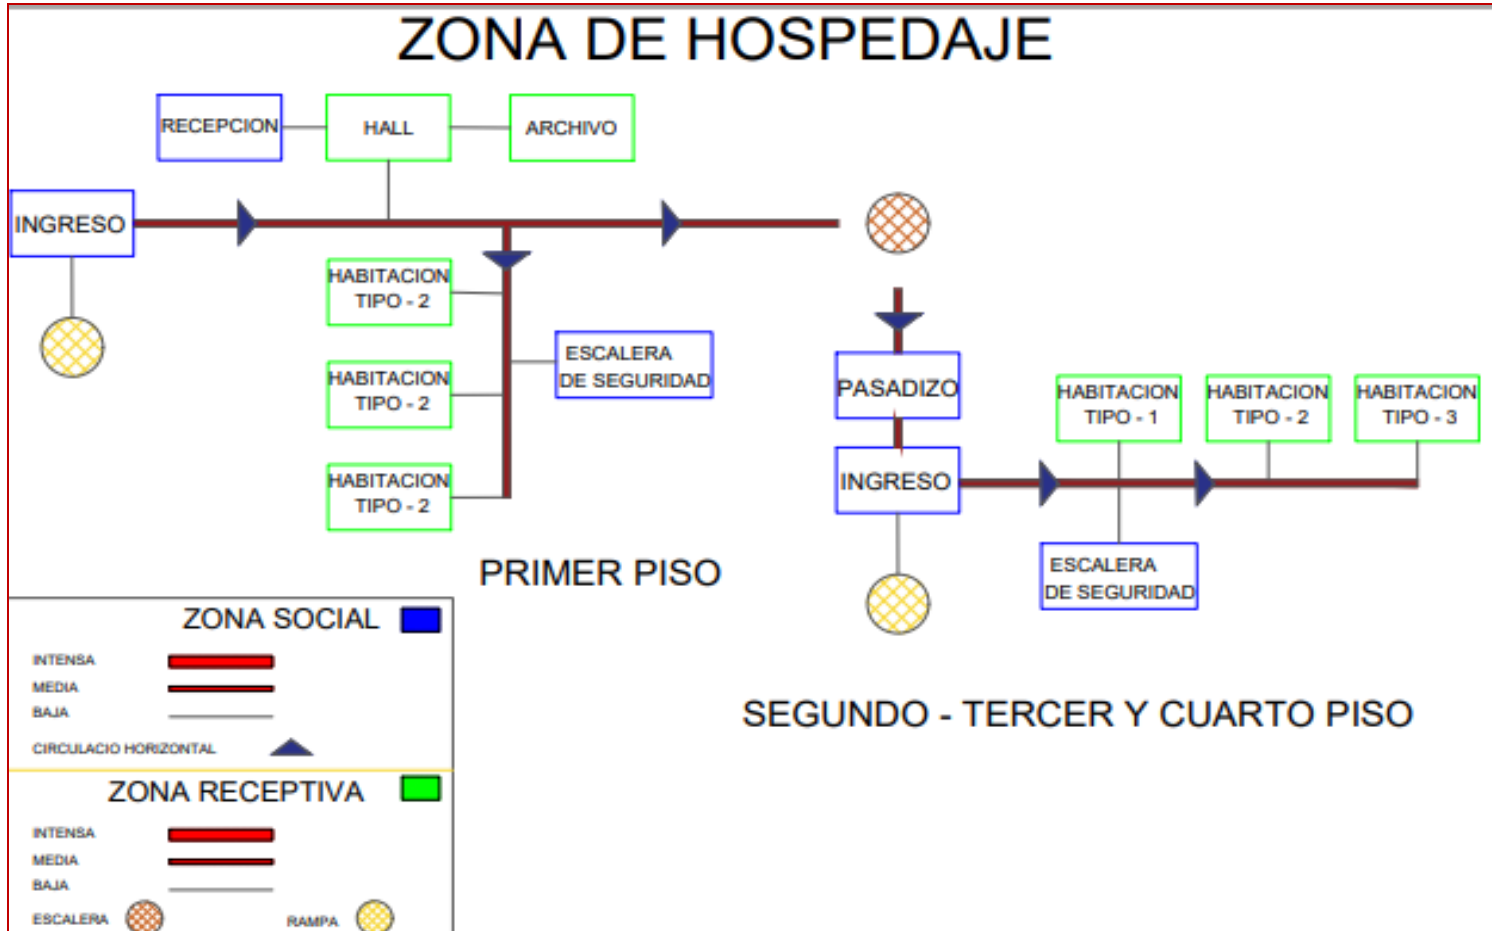 ZONA DE HOSPEDAJE
RECEPCION
HALL
ARCHIVO
INGRESO
HABITACION
TIPO - 2
ESCALERA
DE SEGURIDAD
HABITACION
TIPO - 2
HABITACION
TIPO - 2
PRIMER PISO
PASADIZO
INGRESO
HABITACION
TIPO - 1
HABITACION
TIPO - 2
HABITACION
TIPO - 3
ESCALERA
DE SEGURIDAD
SEGUNDO - TERCER Y CUARTO PISO
ZONA SOCIAL
INTENSA
MEDIA
BAJA
CIRCULACIO HORIZONTAL
ZONA RECEPTIVA
INTENSA
MEDIA
BAJA
ESCALERA
RAMPA